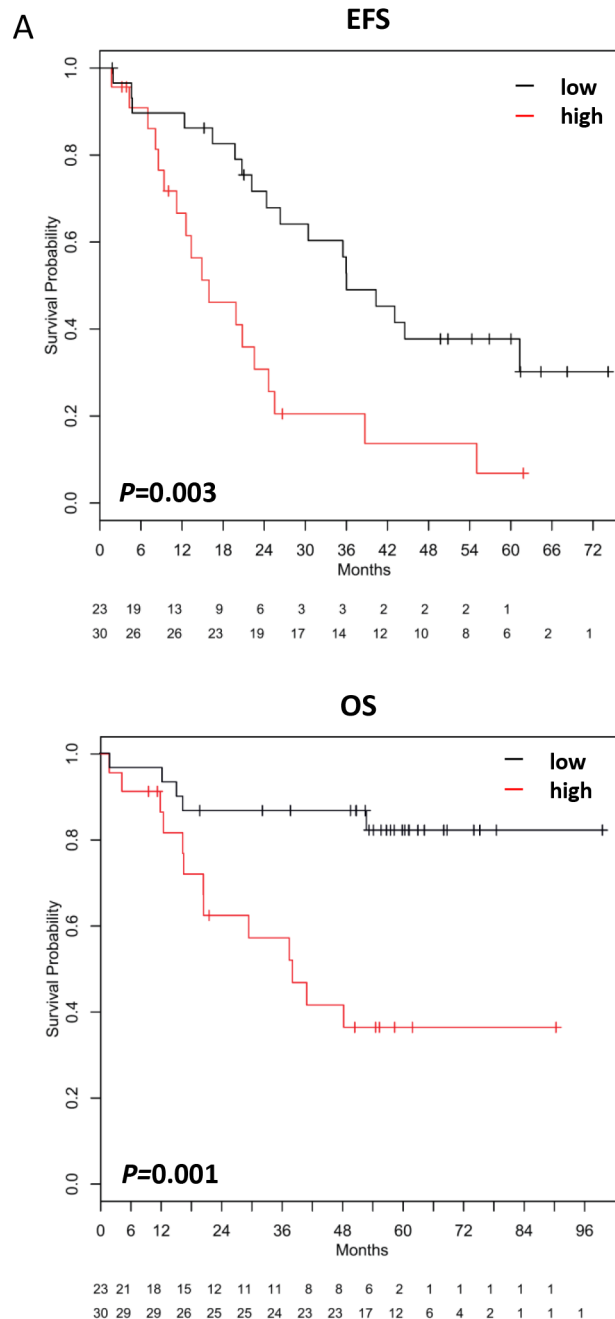 A
EFS
low
high
Survival Probability
1.0
0.8
0.6
0.4
0.2
0.0
P=0.003
0 6 12 18 24 30 36 42 48 54 60 66 72
Months
23 19 13 9 6 3 3 2 2 2 1
30 26 26 23 19 17 14 12 10 8 6 2 1
OS
low
high
Survival Probability
1.0
0.8
0.6
0.4
0.2
0.0
P=0.001
0 6 12 24 36 48 60 72 84 96
Months
23 21 18 15 12 11 11 8 8 6 2 1 1 1 1 1
30 29 29 26 25 25 24 23 23 17 12 6 4 2 1 1 1